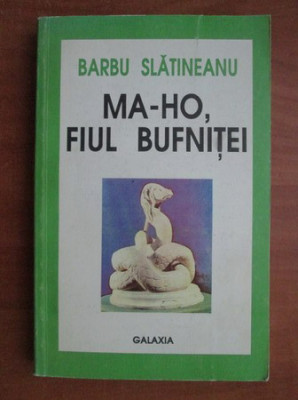 BARBU SLĂTINEANU
MA-HO,
FIUL BUFNIȚEI
GALAXIA